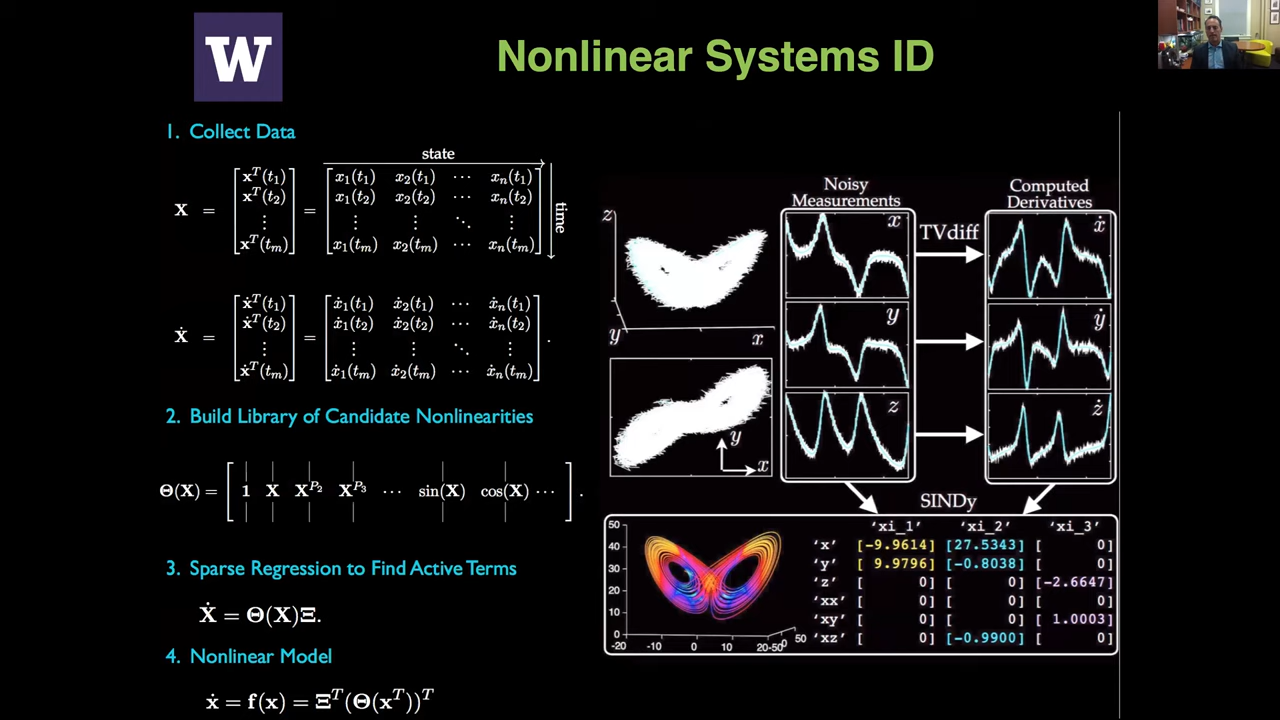 W
Nonlinear Systems ID
1. Collect Data
state
X = [x^T(t_1) x^T(t_2) ⋮ x^T(t_m)] = [x_1(t_1) x_2(t_1) ⋯ x_n(t_1)
x_1(t_2) x_2(t_2) ⋯ x_n(t_2)
⋮ ⋮ ⋱ ⋮
x_1(t_m) x_2(t_m) ⋯ x_n(t_m)]
time
Ẋ = [ẋ^T(t_1) ẋ^T(t_2) ⋮ ẋ^T(t_m)] = [ẋ_1(t_1) ẋ_2(t_1) ⋯ ẋ_n(t_1)
ẋ_1(t_2) ẋ_2(t_2) ⋯ ẋ_n(t_2)
⋮ ⋮ ⋱ ⋮
ẋ_1(t_m) ẋ_2(t_m) ⋯ ẋ_n(t_m)].
2. Build Library of Candidate Nonlinearities
Θ(X) = [1 X X^{P_2} X^{P_3} ⋯ sin(X) cos(X) ⋯].
3. Sparse Regression to Find Active Terms
Ẋ = Θ(X)Ξ.
4. Nonlinear Model
ẋ = f(x) = Ξ^T(Θ(x^T))^T
z
y
x
y
x
Noisy
Measurements
x
y
z
TVdiff
Computed
Derivatives
ẋ
ẏ
ż
SINDy
50
40
30
20
10
0
-20 -10 0 10 20 -50 0 50
'xi_1' 'xi_2' 'xi_3'
'x' [-9.9614] [27.5343] [ 0]
'y' [ 9.9796] [-0.8038] [ 0]
'z' [ 0] [ 0] [-2.6647]
'xx' [ 0] [ 0] [ 0]
'xy' [ 0] [ 0] [ 1.0003]
'xz' [ 0] [-0.9900] [ 0]